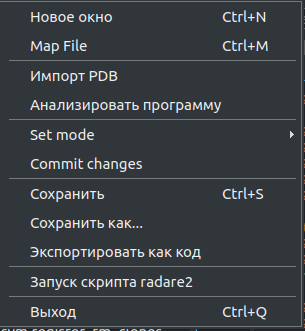 Новое окно Ctrl+N
Map File Ctrl+M
Импорт PDB
Анализировать программу
Set mode
Commit changes
Сохранить Ctrl+S
Сохранить как...
Экспортировать как код
Запуск скрипта radare2
Выход Ctrl+Q